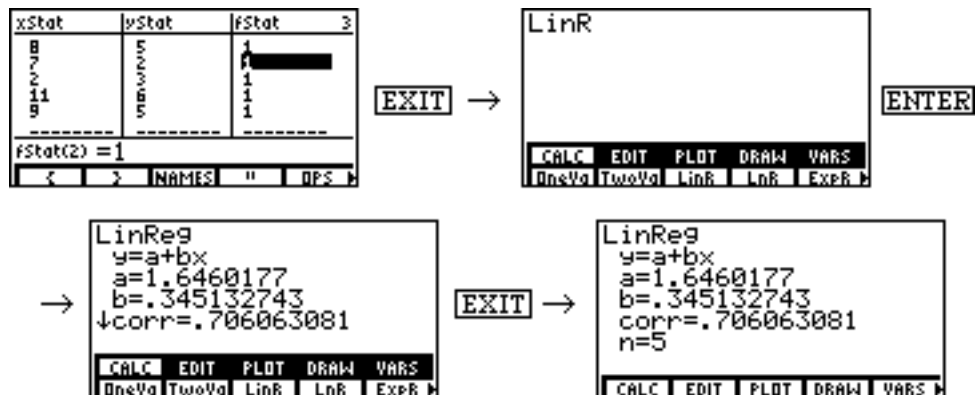 xStat yStat fStat 3
8 5 1
7 2 1
2 3 1
11 6 1
9 5 1
fStat(2) =1
{ } NAMES " OPS
EXIT →
LinR
CALC EDIT PLOT DRAW VARS
OneVa TwoVa LinR LnR ExpR
ENTER
→
LinReg
y=a+bx
a=1.6460177
b=.345132743
↓corr=.706063081
CALC EDIT PLOT DRAW VARS
OneVa TwoVa LinR LnR ExpR
EXIT →
LinReg
y=a+bx
a=1.6460177
b=.345132743
corr=.706063081
n=5
CALC EDIT PLOT DRAW VARS